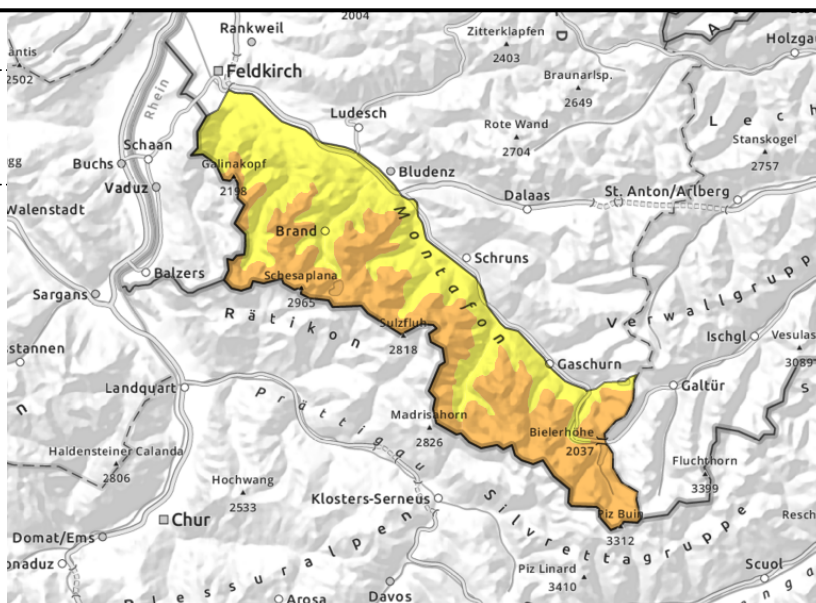 2004
Rankweil
Zitterklapfen
2403
Holzgau
antis
2502
Feldkirch
Braunarlsp.
2649
Rhein
Ludesch
Rote Wand
2704
Lech
Stanskogel
2757
Schaan
Buchs
Galinakopf
2198
Bludenz
Vaduz
Dalaas
St. Anton/Arlberg
Walenstadt
Montafon
Brand
Schruns
Balzers
Schesaplana
2965
Verwallgrupp
Sargans
Rätikon
Sulzfluh
2818
Ischgl
Vesulas
3089
stannen
Gaschurn
Landquart
Galtür
Prättigau
Madrisahorn
2826
Bielerhöhe
2037
Haldensteiner Calanda
2806
Fluchthorn
3399
Hochwang
2533
Klosters-Serneus
Silvrettagruppe
Chur
Piz Buin
3312
Resch
Domat/Ems
Plessuralpen
Piz Linard
3410
Scuol
onaduz
Davos
Arosa